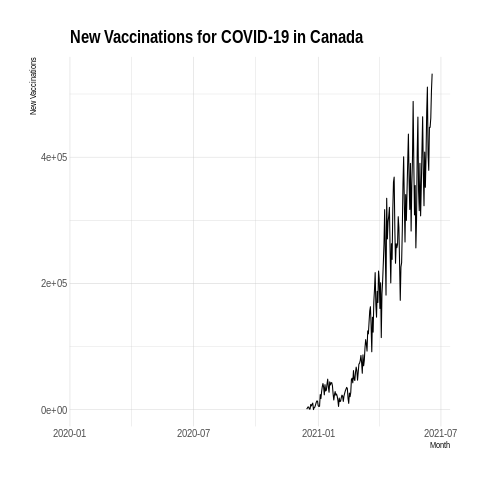 New Vaccinations for COVID-19 in Canada
New Vaccinations
4e+05
2e+05
0e+00
2020-01
2020-07
2021-01
2021-07
Month